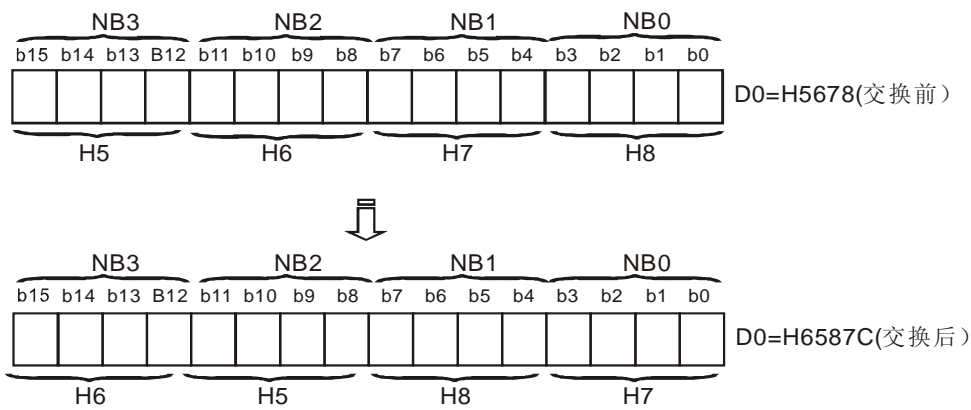 NB3 NB2 NB1 NB0
b15 b14 b13 B12 b11 b10 b9 b8 b7 b6 b5 b4 b3 b2 b1 b0
D0=H5678(交换前）
H5 H6 H7 H8
NB3 NB2 NB1 NB0
b15 b14 b13 B12 b11 b10 b9 b8 b7 b6 b5 b4 b3 b2 b1 b0
D0=H6587C(交换后）
H6 H5 H8 H7